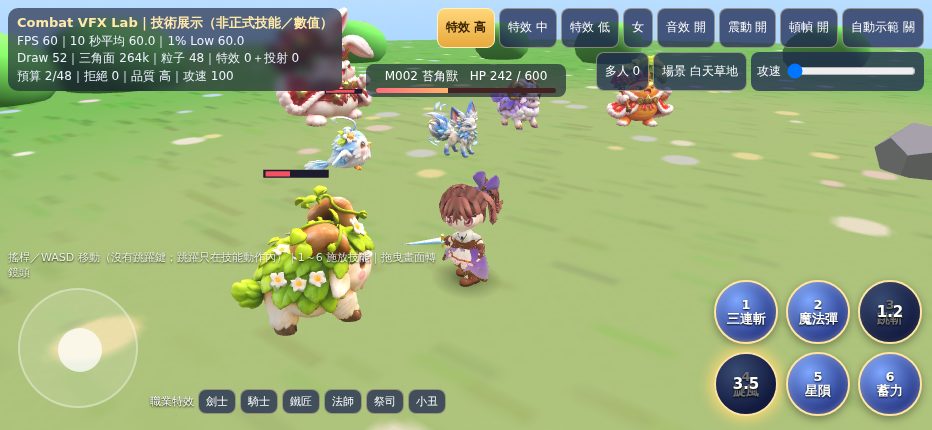 Combat VFX Lab｜技術展示（非正式技能／數值）
FPS 60｜10 秒平均 60.0｜1% Low 60.0
Draw 52｜三角面 264k｜粒子 48｜特效 0＋投射 0
預算 2/48｜拒絕 0｜品質 高｜攻速 100
特效 高
特效 中
特效 低
女
音效 開
震動 開
頓幀 開
自動示範 關
多人 0
場景 白天草地
攻速
M002 苔角獸 HP 242 / 600
搖桿／WASD 移動（沒有跳躍鍵；跳躍只在技能動作內）｜1～6 施放技能｜拖曳畫面轉
鏡頭
1
三連斬
2
魔法彈
3
1.2
跳斬
4
3.5
旋風
5
星隕
6
蓄力
職業特效
劍士
騎士
鐵匠
法師
祭司
小丑